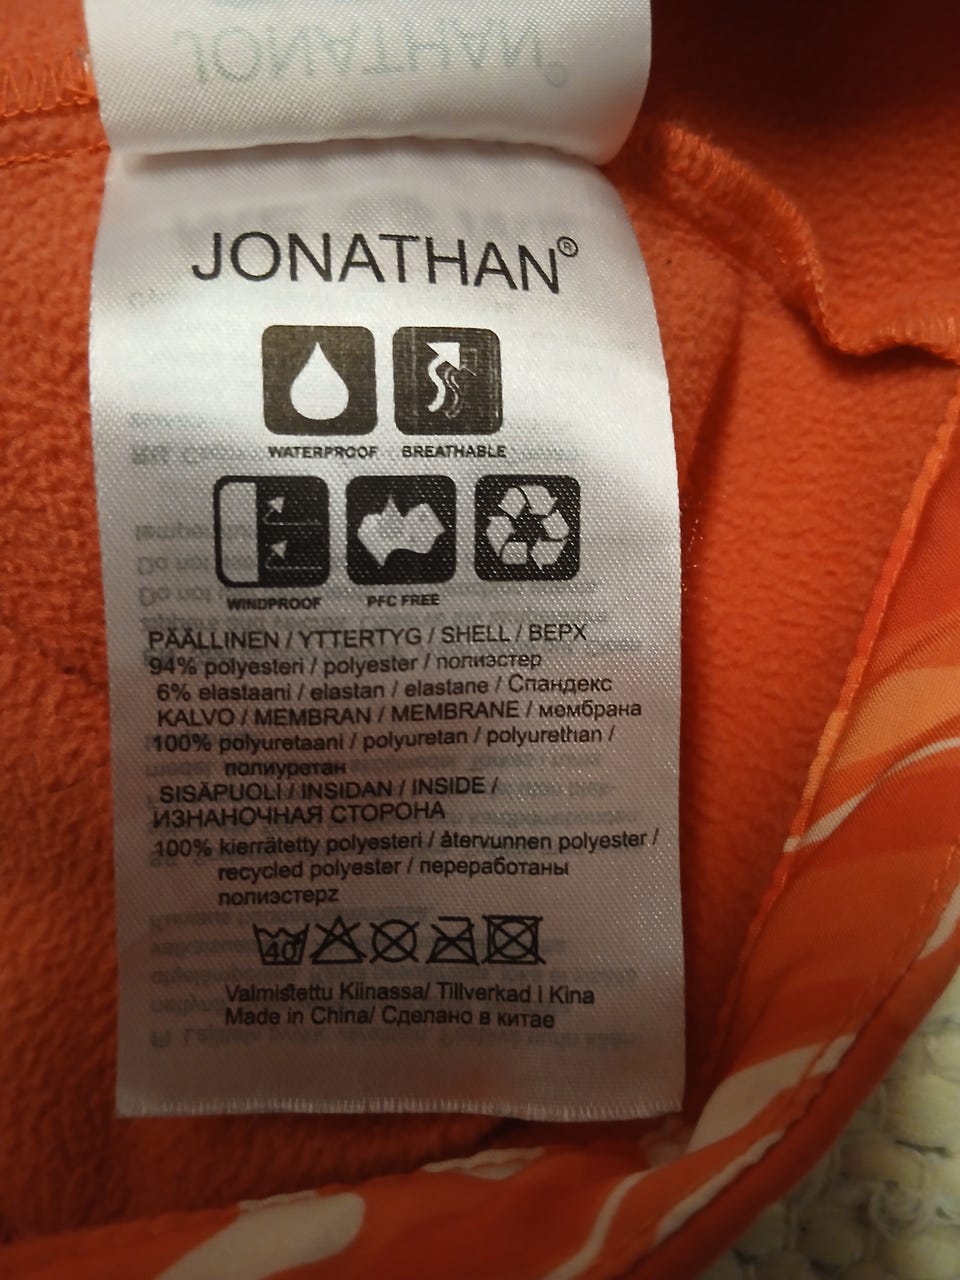 JONATHAN®
JONATHAN®
WATERPROOF BREATHABLE
WINDPROOF PFC FREE
PÄÄLLINEN / YTTERTYG / SHELL / ВЕРХ
94% polyesteri / polyester / полиэстер
6% elastaani / elastan / elastane / Спандекс
KALVO / MEMBRAN / MEMBRANE / мембрана
100% polyuretaani / polyuretan / polyurethan /
полиуретан
SISÄPUOLI / INSIDAN / INSIDE /
ИЗНАНОЧНАЯ СТОРОНА
100% kierrätetty polyesteri / återvunnen polyester /
recycled polyester / переработаны
полиэстерz
40
Valmistettu Kiinassa/ Tillverkad i Kina
Made in China/ Сделано в китае